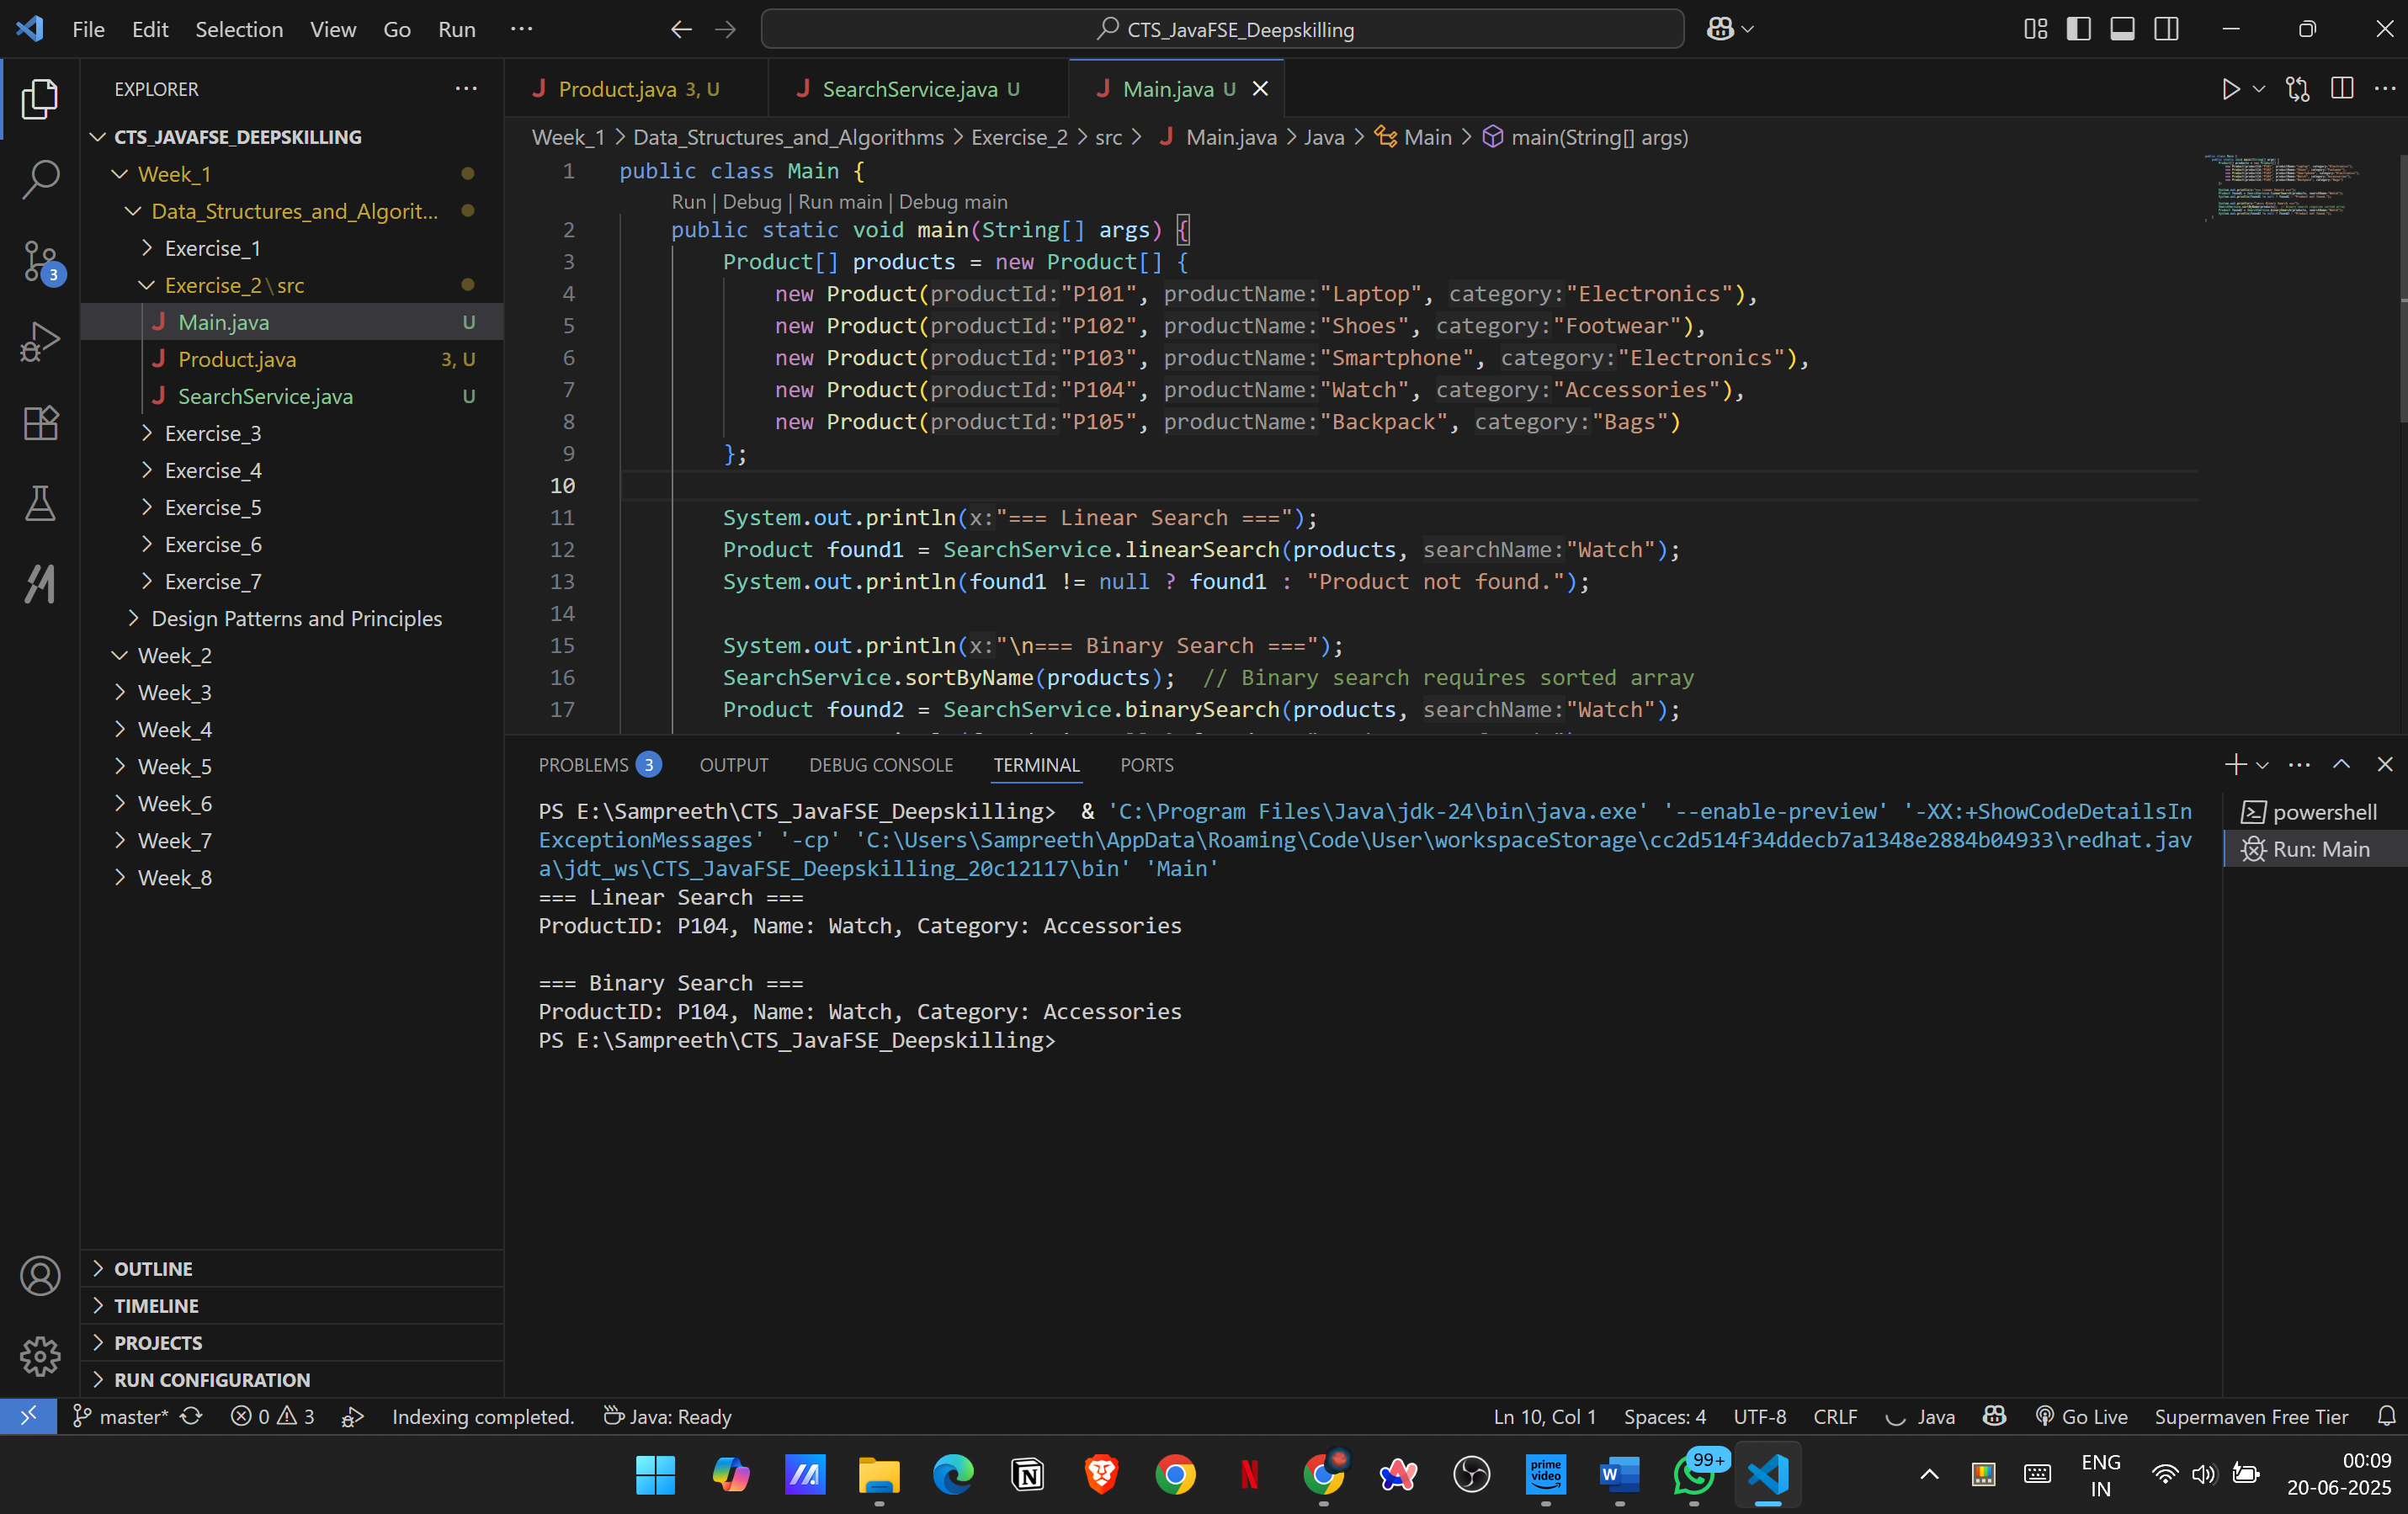 File Edit Selection View Go Run ··· CTS_JavaFSE_Deepskilling
EXPLORER ···
CTS_JAVAFSE_DEEPSKILLING
Week_1
Data_Structures_and_Algorit...
Exercise_1
Exercise_2\src
Main.java U
Product.java 3, U
SearchService.java U
Exercise_3
Exercise_4
Exercise_5
Exercise_6
Exercise_7
Design Patterns and Principles
Week_2
Week_3
Week_4
Week_5
Week_6
Week_7
Week_8
3
OUTLINE
TIMELINE
PROJECTS
RUN CONFIGURATION
Product.java 3, U SearchService.java U Main.java U
Week_1 > Data_Structures_and_Algorithms > Exercise_2 > src > Main.java > Java > Main > main(String[] args)
1 public class Main {
Run | Debug | Run main | Debug main
2 public static void main(String[] args) {
3 Product[] products = new Product[] {
4 new Product(productId:"P101", productName:"Laptop", category:"Electronics"),
5 new Product(productId:"P102", productName:"Shoes", category:"Footwear"),
6 new Product(productId:"P103", productName:"Smartphone", category:"Electronics"),
7 new Product(productId:"P104", productName:"Watch", category:"Accessories"),
8 new Product(productId:"P105", productName:"Backpack", category:"Bags")
9 };
10
11 System.out.println(x:"=== Linear Search ===");
12 Product found1 = SearchService.linearSearch(products, searchName:"Watch");
13 System.out.println(found1 != null ? found1 : "Product not found.");
14
15 System.out.println(x:"\n=== Binary Search ===");
16 SearchService.sortByName(products); // Binary search requires sorted array
17 Product found2 = SearchService.binarySearch(products, searchName:"Watch");
PROBLEMS 3 OUTPUT DEBUG CONSOLE TERMINAL PORTS
PS E:\Sampreeth\CTS_JavaFSE_Deepskilling> & 'C:\Program Files\Java\jdk-24\bin\java.exe' '--enable-preview' '-XX:+ShowCodeDetailsIn
ExceptionMessages' '-cp' 'C:\Users\Sampreeth\AppData\Roaming\Code\User\workspaceStorage\cc2d514f34ddecb7a1348e2884b04933\redhat.jav
a\jdt_ws\CTS_JavaFSE_Deepskilling_20c12117\bin' 'Main'
=== Linear Search ===
ProductID: P104, Name: Watch, Category: Accessories
=== Binary Search ===
ProductID: P104, Name: Watch, Category: Accessories
PS E:\Sampreeth\CTS_JavaFSE_Deepskilling>
powershell
Run: Main
master* 0 3 Indexing completed. Java: Ready Ln 10, Col 1 Spaces: 4 UTF-8 CRLF Java Go Live Supermaven Free Tier
prime video
W
99+
ENG
IN
00:09
20-06-2025